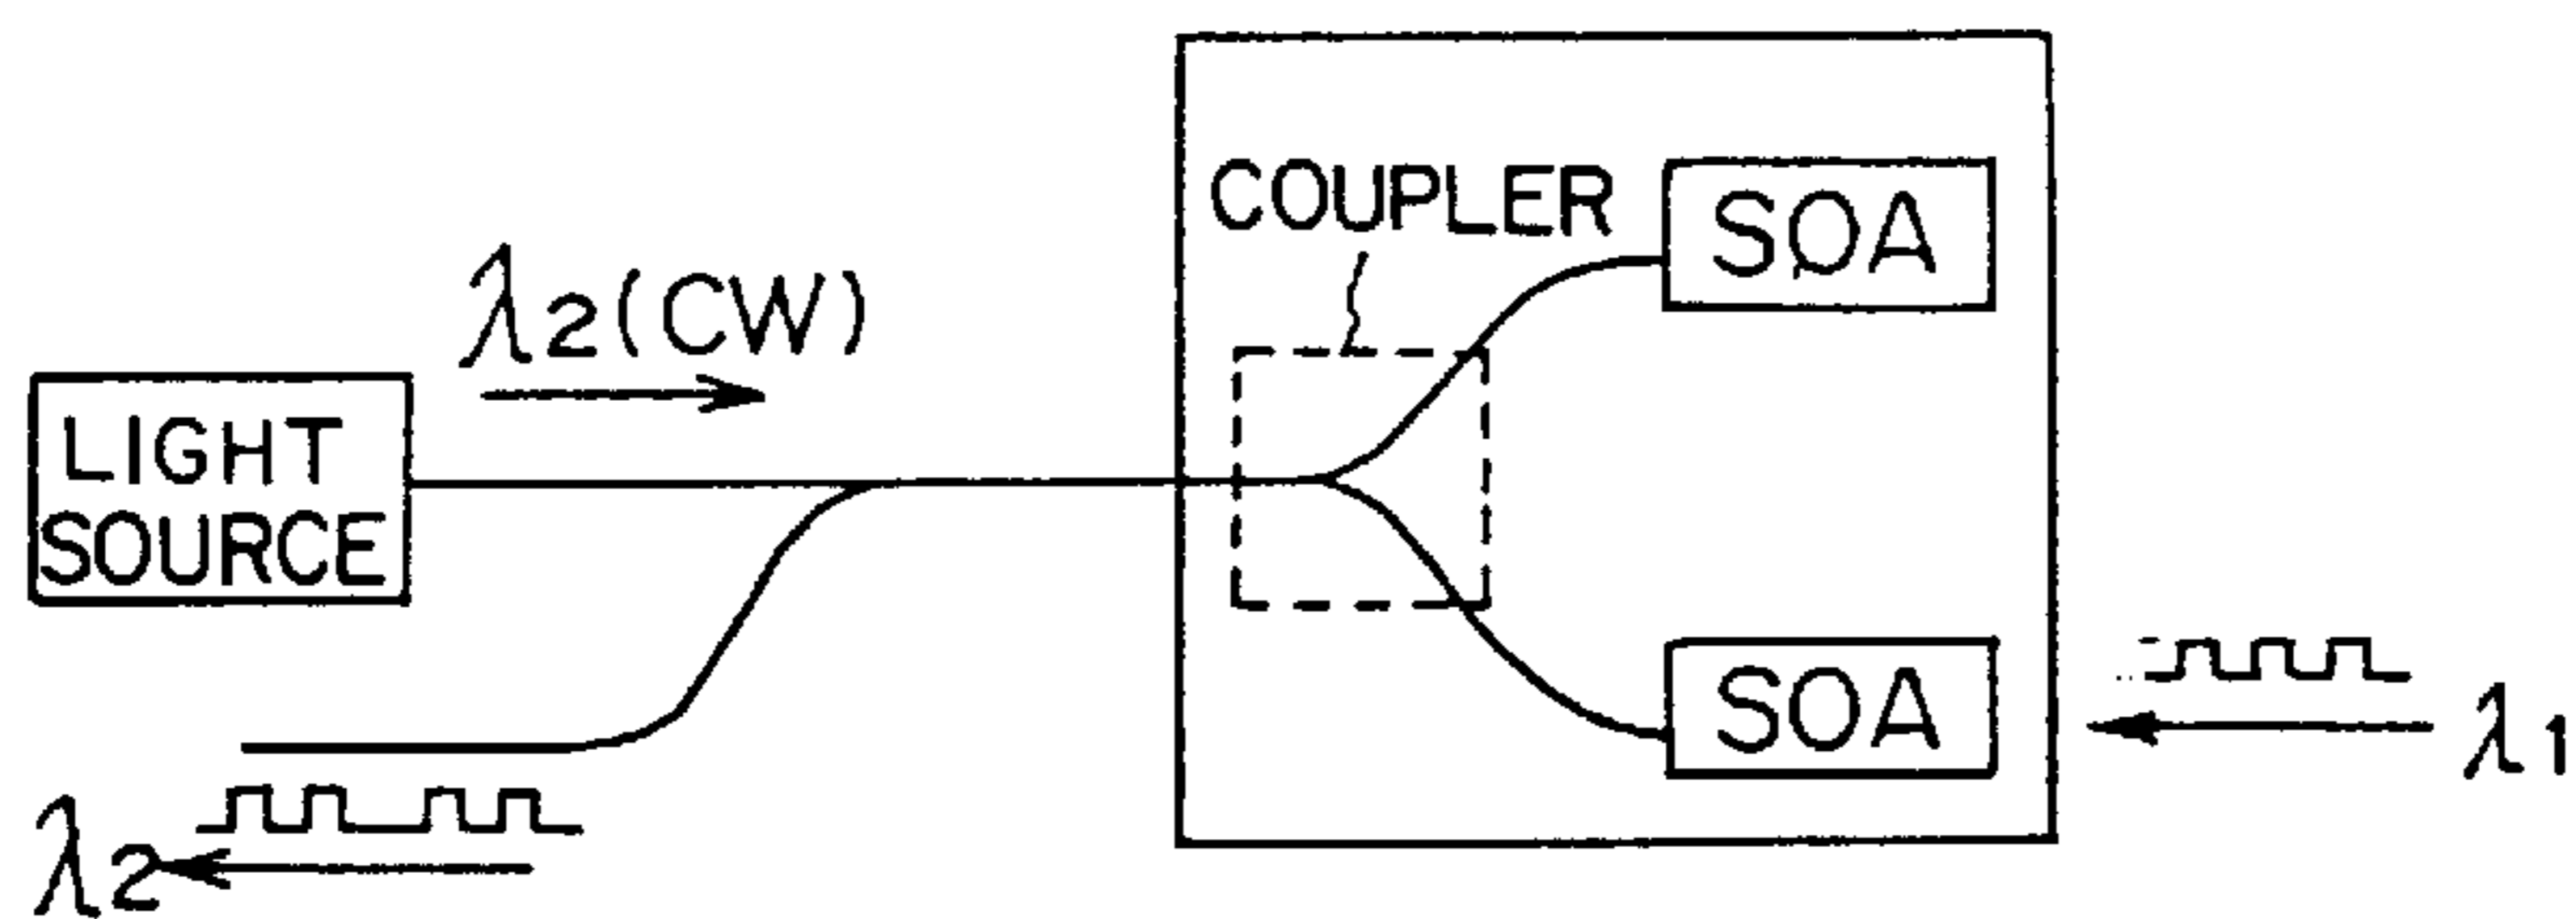 COUPLER
SOA
λ2(CW)
LIGHT
SOURCE
SOA
λ1
λ2